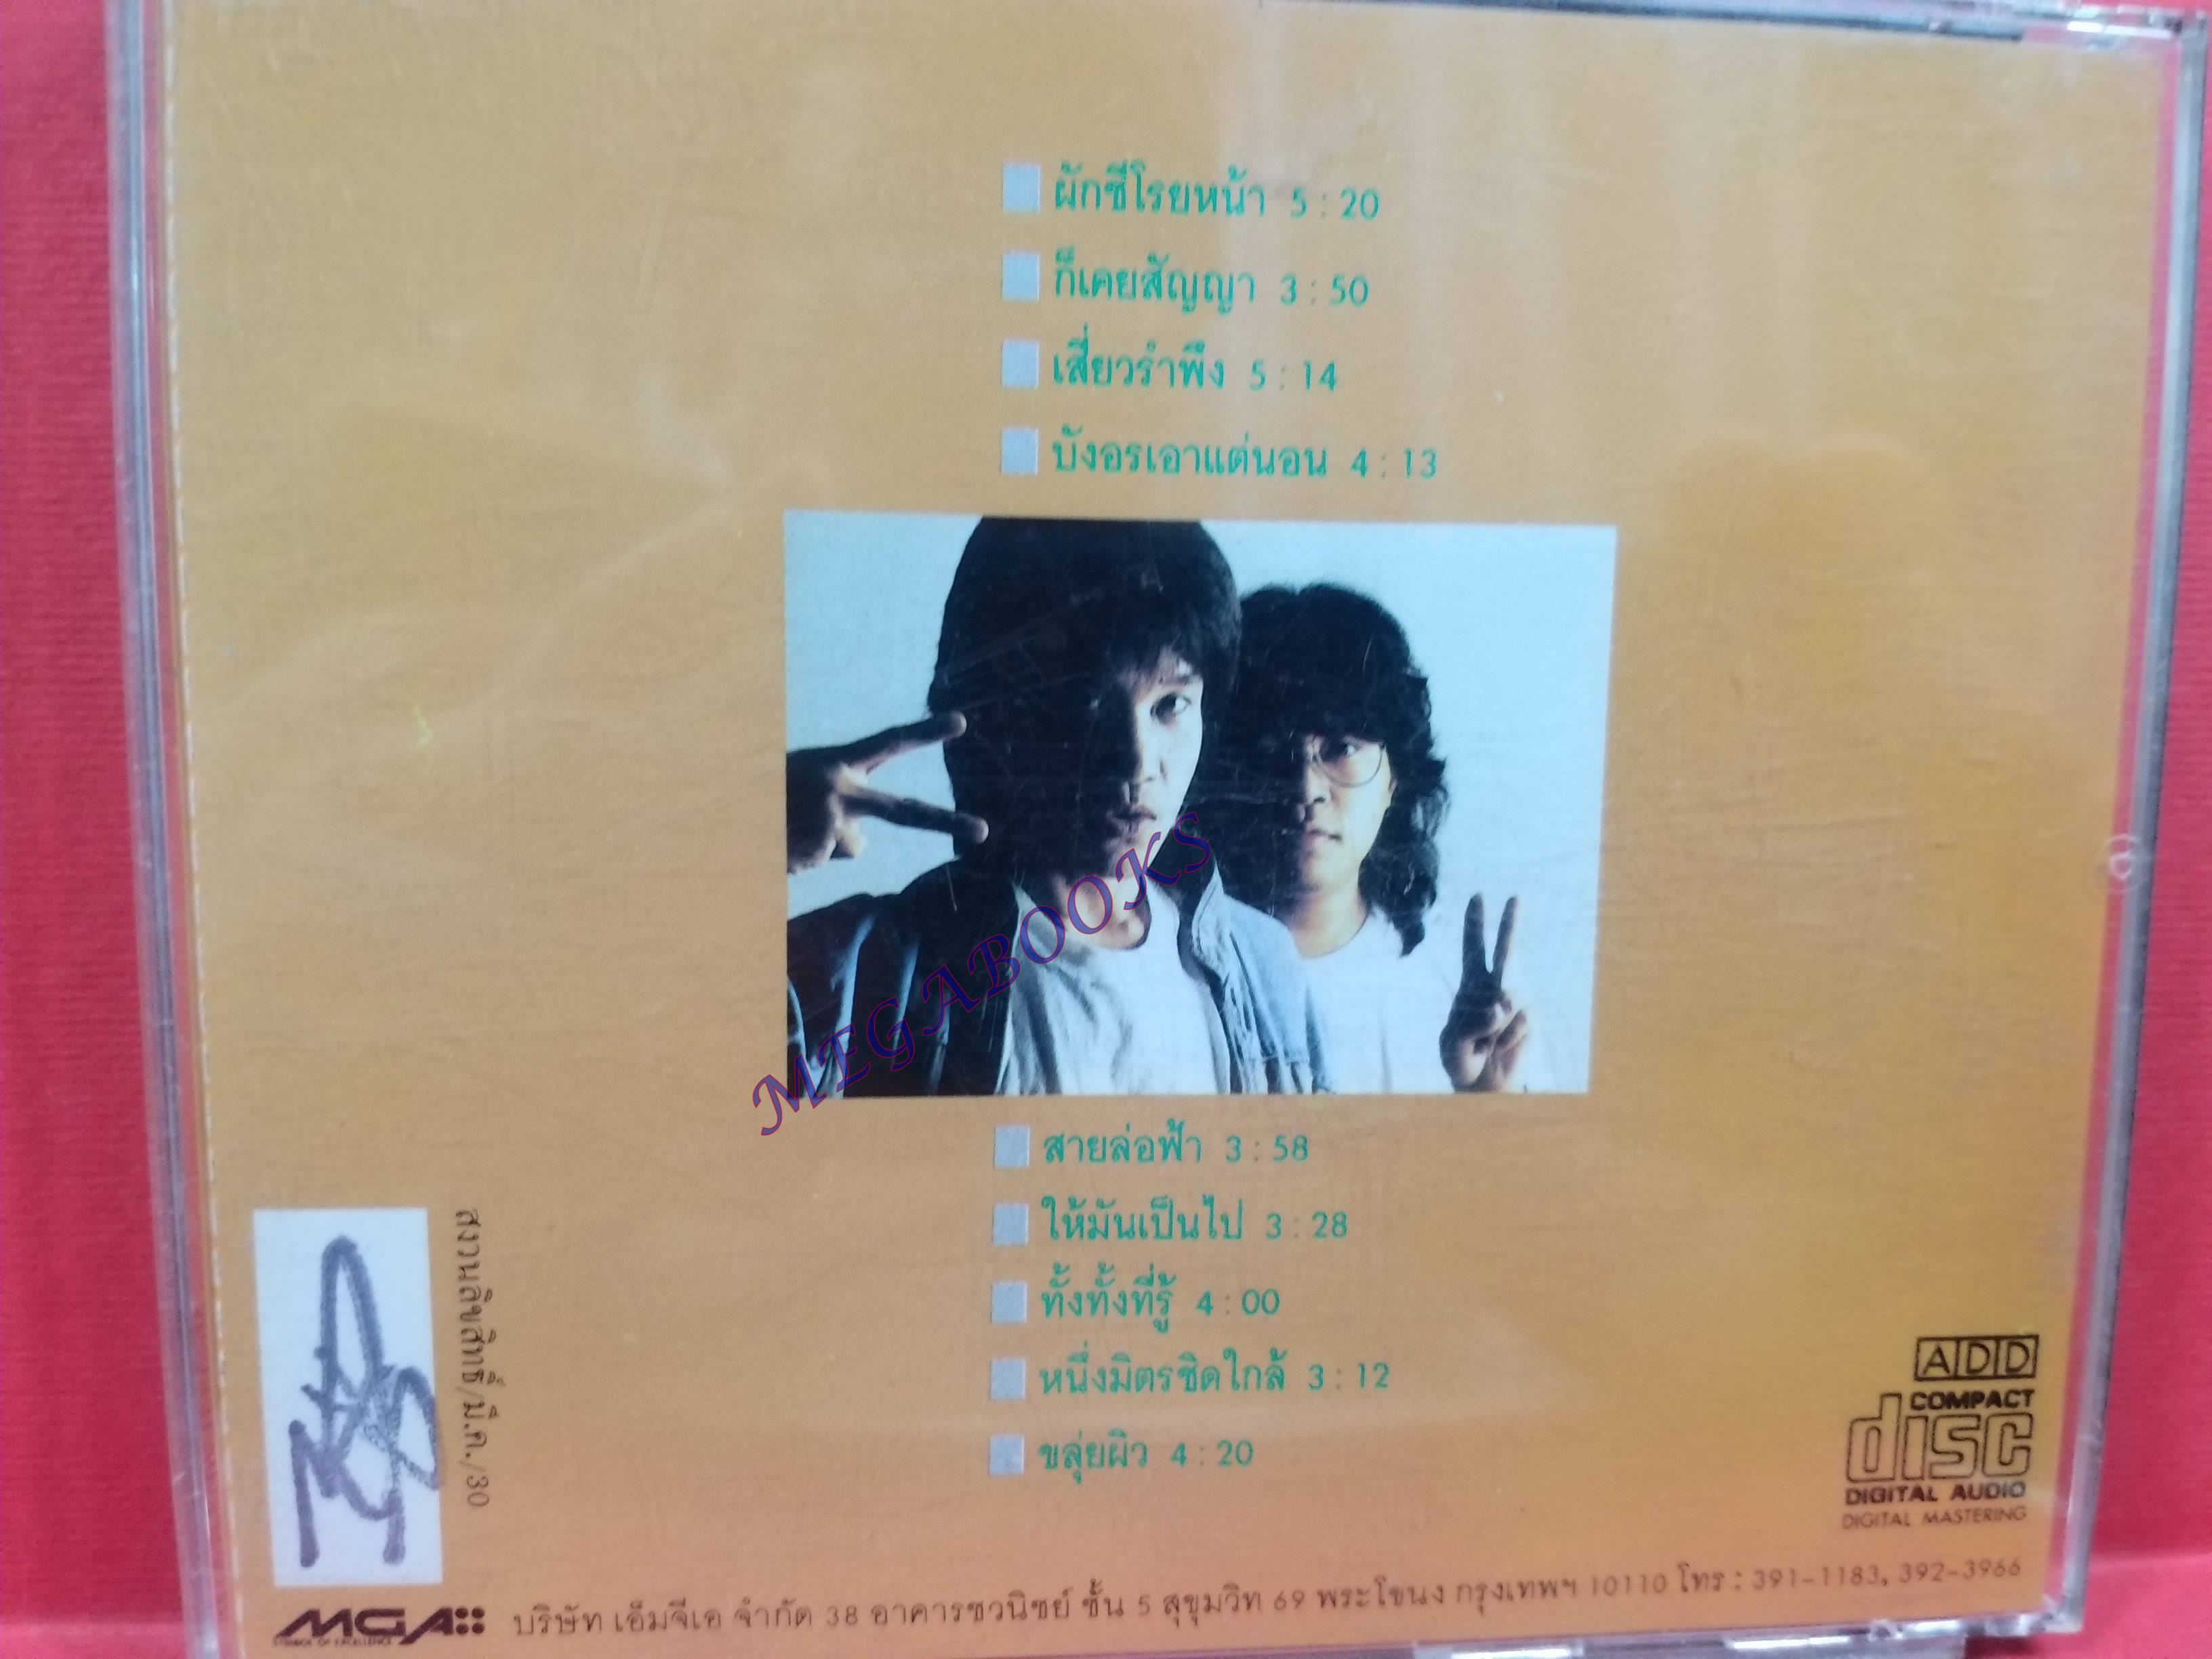 ผักชีโรยหน้า 5 : 20
ก็เคยสัญญา 3 : 50
เสี่ยวรำพึง 5 : 14
บังอรเอาแต่นอน 4 : 13
MEGABOOKS
สายล่อฟ้า 3 : 58
ให้มันเป็นไป 3 : 28
ทั้งทั้งที่รู้ 4 : 00
หนึ่งมิตรชิดใกล้ 3 : 12
ขลุ่ยผิว 4 : 20
สงวนลิขสิทธิ์/มี.ค./30
ADD
COMPACT
disc
DIGITAL AUDIO
DIGITAL MASTERING
MGA
SYMBOL OF EXCELLENCE
บริษัท เอ็มจีเอ จำกัด 38 อาคารชวนิชย์ ชั้น 5 สุขุมวิท 69 พระโขนง กรุงเทพฯ 10110 โทร : 391-1183, 392-3966